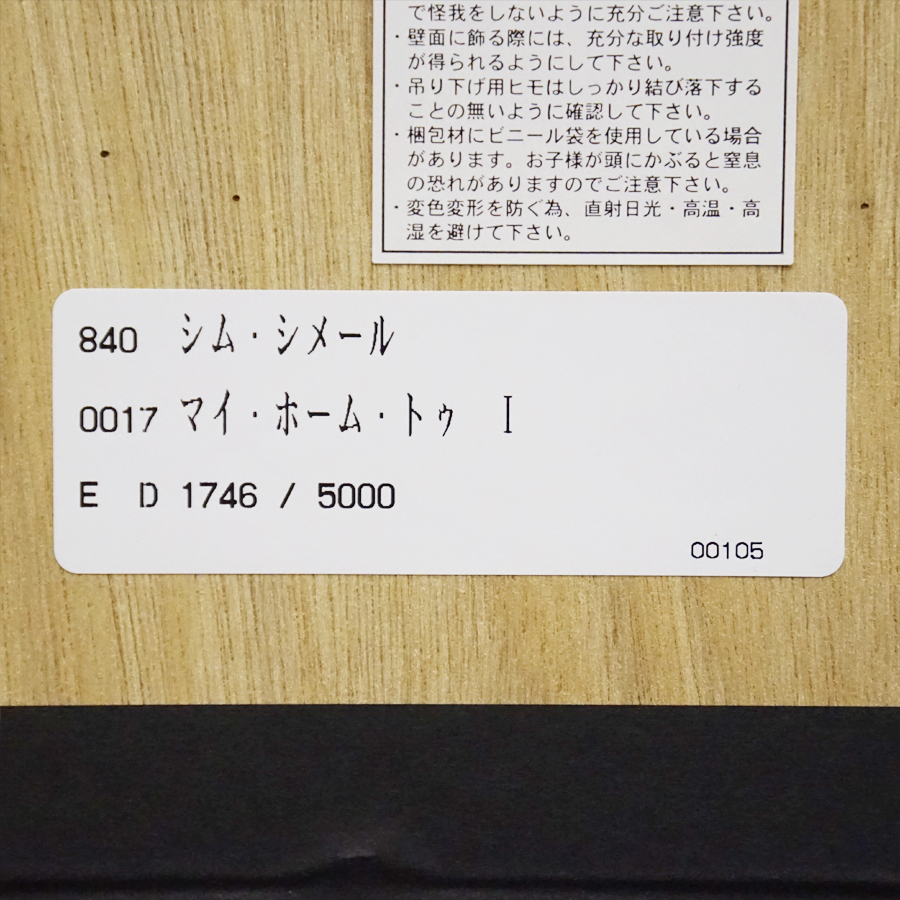 で怪我をしないように充分ご注意下さい。
・壁面に飾る際には、充分な取り付け強度
が得られるようにして下さい。
・吊り下げ用ヒモはしっかり結び落下する
ことの無いように確認して下さい。
・梱包材にビニール袋を使用している場合
があります。お子様が頭にかぶると窒息
の恐れがありますのでご注意下さい。
・変色変形を防ぐ為、直射日光・高温・高
湿を避けて下さい。
840 シム・シメール
0017 マイ・ホーム・トゥ I
E D 1746 / 5000
00105